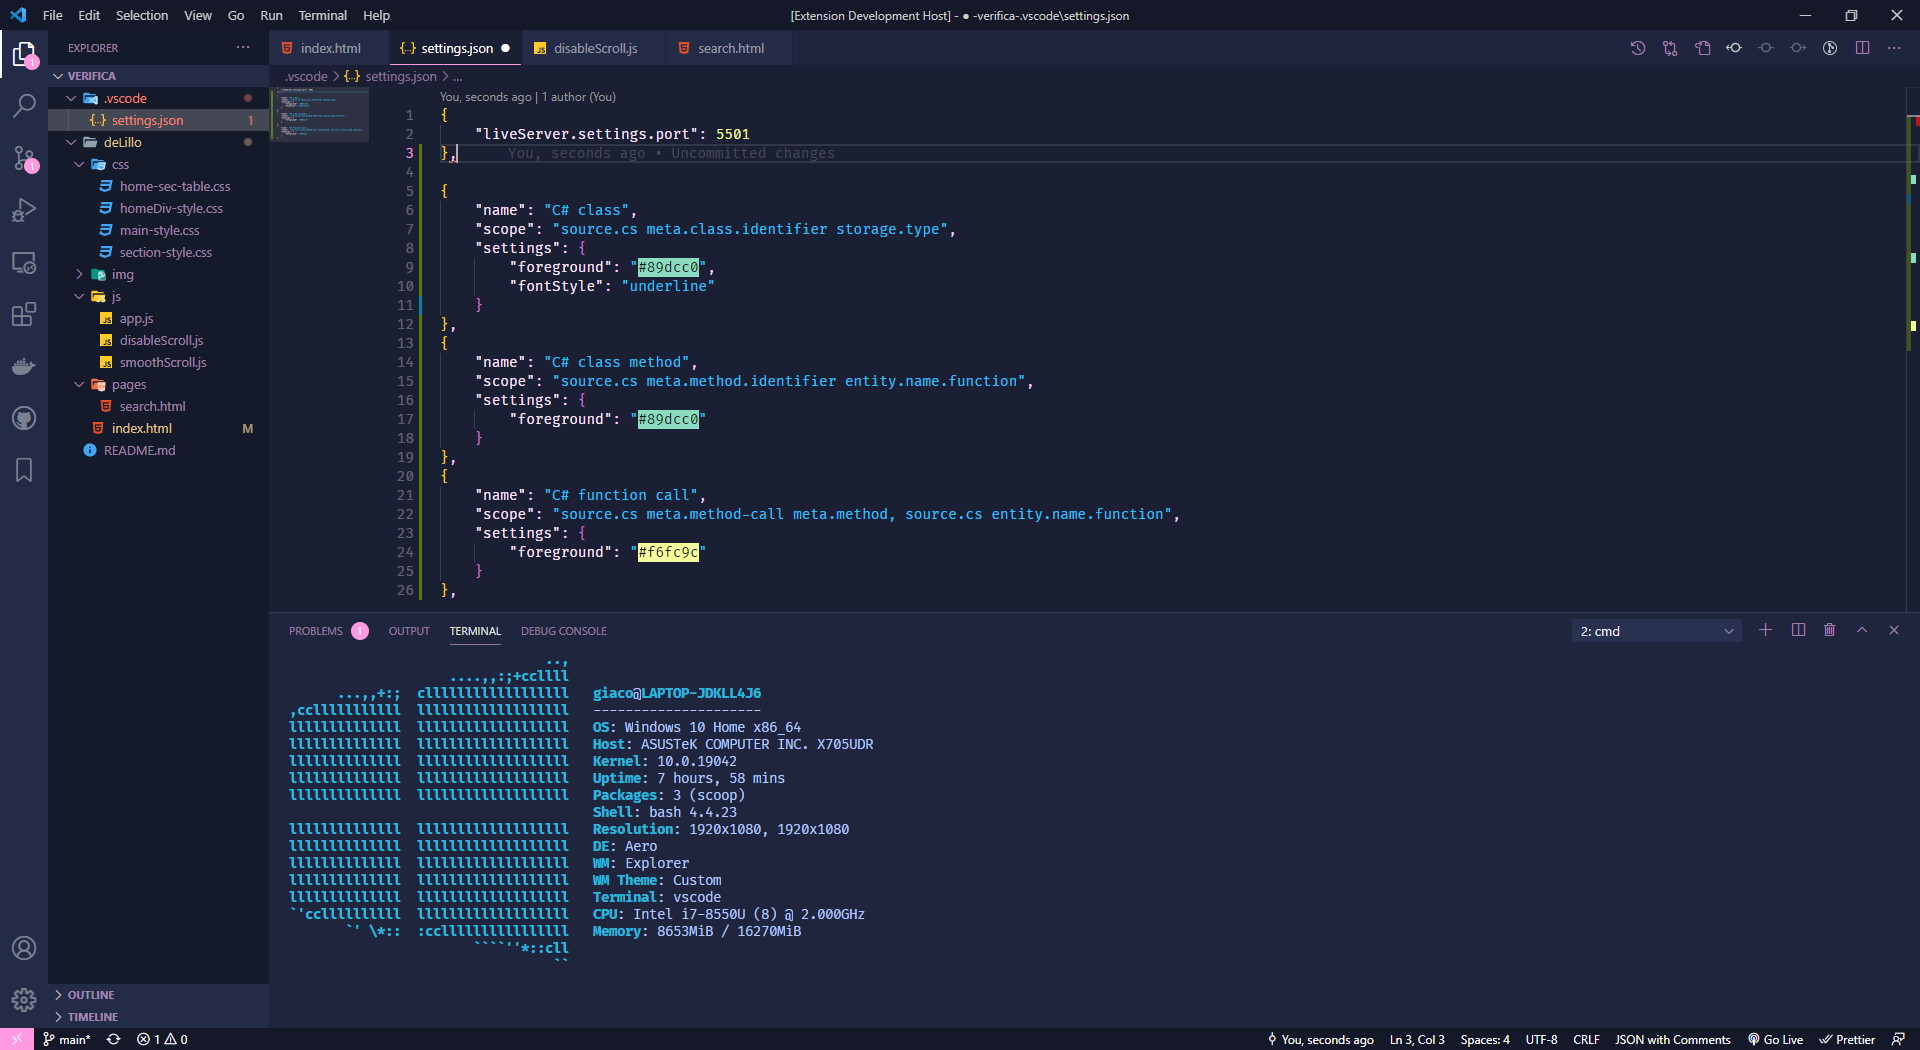 File Edit Selection View Go Run Terminal Help
[Extension Development Host] - ● -verifica-.vscode\settings.json
EXPLORER
index.html
settings.json
disableScroll.js
search.html
VERIFICA
.vscode
settings.json 1
deLillo
css
home-sec-table.css
homeDiv-style.css
main-style.css
section-style.css
img
js
app.js
disableScroll.js
smoothScroll.js
pages
search.html
index.html M
README.md
OUTLINE
TIMELINE
.vscode > {..} settings.json > ...
You, seconds ago | 1 author (You)
1 {
2 "liveServer.settings.port": 5501
3 }, You, seconds ago • Uncommitted changes
4
5 {
6 "name": "C# class",
7 "scope": "source.cs meta.class.identifier storage.type",
8 "settings": {
9 "foreground": "#89dcc0",
10 "fontStyle": "underline"
11 }
12 },
13 {
14 "name": "C# class method",
15 "scope": "source.cs meta.method.identifier entity.name.function",
16 "settings": {
17 "foreground": "#89dcc0"
18 }
19 },
20 {
21 "name": "C# function call",
22 "scope": "source.cs meta.method-call meta.method, source.cs entity.name.function",
23 "settings": {
24 "foreground": "#f6fc9c"
25 }
26 },
PROBLEMS 1 OUTPUT TERMINAL DEBUG CONSOLE
2: cmd
giaco@LAPTOP-JDKLL4J6
---------------------
OS: Windows 10 Home x86_64
Host: ASUSTeK COMPUTER INC. X705UDR
Kernel: 10.0.19042
Uptime: 7 hours, 58 mins
Packages: 3 (scoop)
Shell: bash 4.4.23
Resolution: 1920x1080, 1920x1080
DE: Aero
WM: Explorer
WM Theme: Custom
Terminal: vscode
CPU: Intel i7-8550U (8) @ 2.000GHz
Memory: 8653MiB / 16270MiB
main* 1 0
You, seconds ago Ln 3, Col 3 Spaces: 4 UTF-8 CRLF JSON with Comments Go Live Prettier